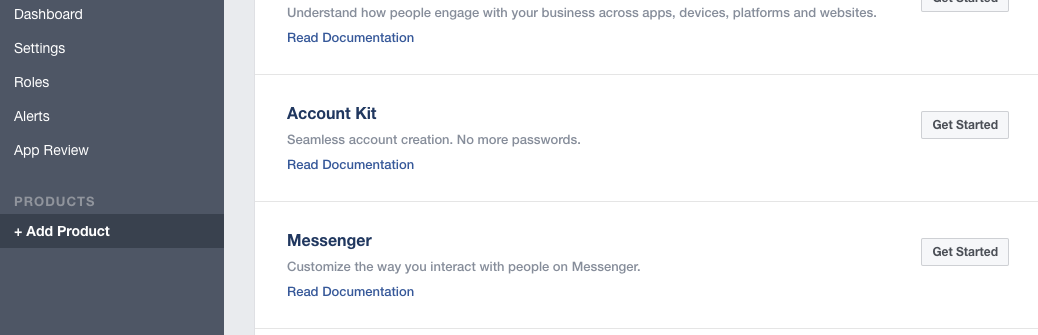 Dashboard
Settings
Roles
Alerts
App Review
PRODUCTS
+ Add Product
Understand how people engage with your business across apps, devices, platforms and websites.
Get Started
Read Documentation
Account Kit
Seamless account creation. No more passwords.
Read Documentation
Get Started
Messenger
Customize the way you interact with people on Messenger.
Read Documentation
Get Started